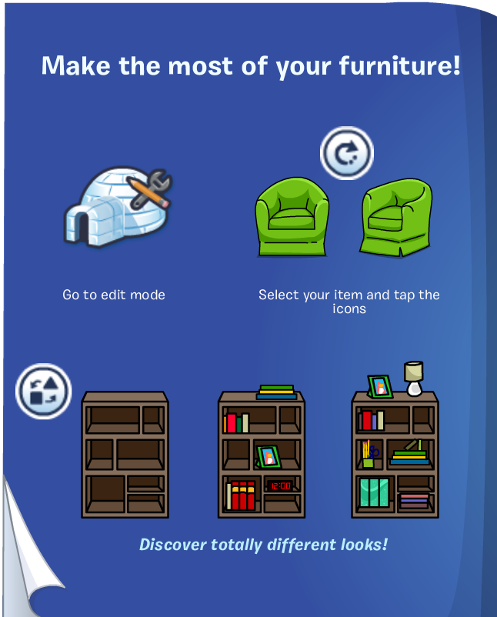 Make the most of your furniture!
Go to edit mode
Select your item and tap the
icons
12:00
Discover totally different looks!